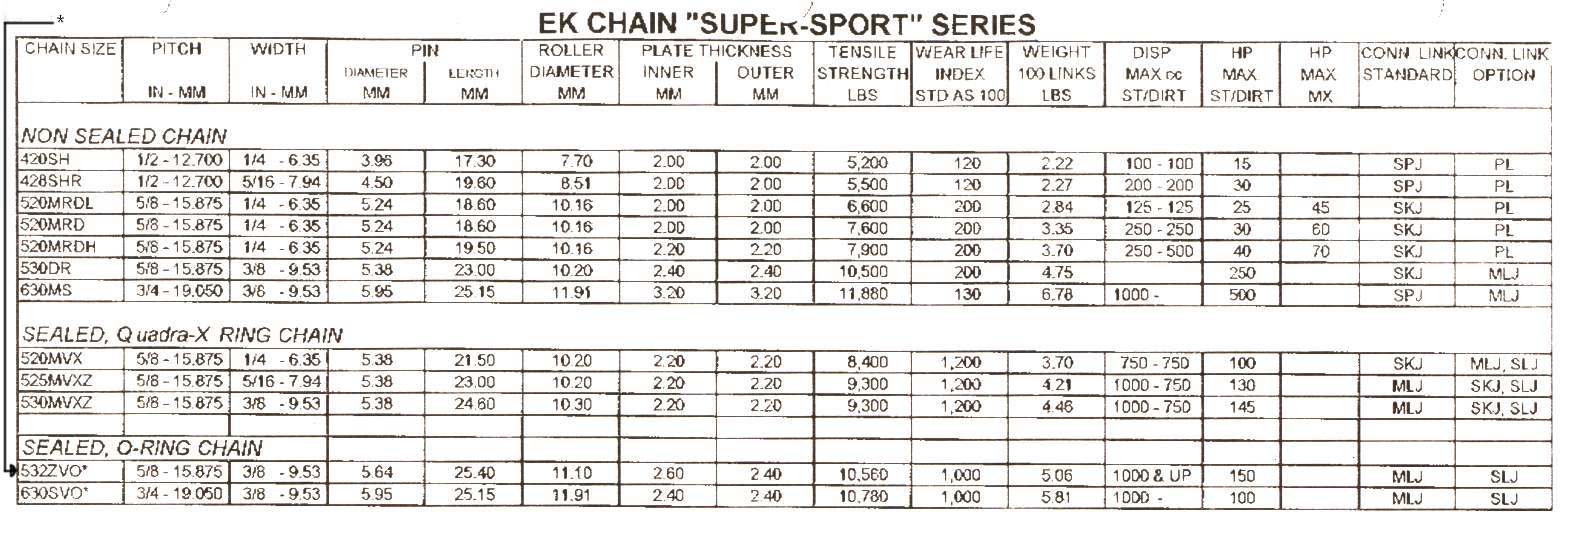 *
EK CHAIN "SUPER-SPORT" SERIES
CHAIN SIZE PITCH WIDTH PIN ROLLER PLATE THICKNESS TENSILE WEAR LIFE WEIGHT DISP HP HP CONN. LINK CONN. LINK
DIAMETER LENGTH DIAMETER INNER OUTER STRENGTH INDEX 100 LINKS MAX cc MAX MAX STANDARD OPTION
IN - MM IN - MM MM MM MM MM MM LBS STD AS 100 LBS ST/DIRT ST/DIRT MX
NON SEALED CHAIN
420SH 1/2 - 12.700 1/4 - 6.35 3.96 17.30 7.70 2.00 2.00 5,200 120 2.22 100 - 100 15 SPJ PL
428SHR 1/2 - 12.700 5/16 - 7.94 4.50 19.60 8.51 2.00 2.00 5,500 120 2.27 200 - 200 30 SPJ PL
520MRDL 5/8 - 15.875 1/4 - 6.35 5.24 18.60 10.16 2.00 2.00 6,600 200 2.84 125 - 125 25 45 SKJ PL
520MRD 5/8 - 15.875 1/4 - 6.35 5.24 18.60 10.16 2.00 2.00 7,600 200 3.35 250 - 250 30 60 SKJ PL
520MRDH 5/8 - 15.875 1/4 - 6.35 5.24 19.50 10.16 2.20 2.20 7,900 200 3.70 250 - 500 40 70 SKJ PL
530DR 5/8 - 15.875 3/8 - 9.53 5.38 23.00 10.20 2.40 2.40 10,500 200 4.75 250 SKJ MLJ
630MS 3/4 - 19.050 3/8 - 9.53 5.95 25.15 11.91 3.20 3.20 11,880 130 6.78 1000 - 500 SPJ MLJ
SEALED, Quadra-X RING CHAIN
520MVX 5/8 - 15.875 1/4 - 6.35 5.38 21.50 10.20 2.20 2.20 8,400 1,200 3.70 750 - 750 100 SKJ MLJ, SLJ
525MVXZ 5/8 - 15.875 5/16 - 7.94 5.38 23.00 10.20 2.20 2.20 9,300 1,200 4.21 1000 - 750 130 MLJ SKJ, SLJ
530MVXZ 5/8 - 15.875 3/8 - 9.53 5.38 24.60 10.30 2.20 2.20 9,300 1,200 4.46 1000 - 750 145 MLJ SKJ, SLJ
SEALED, O-RING CHAIN
532ZVO* 5/8 - 15.875 3/8 - 9.53 5.64 25.40 11.10 2.60 2.40 10,560 1,000 5.06 1000 & UP 150 MLJ SLJ
630SVO* 3/4 - 19.050 3/8 - 9.53 5.95 25.15 11.91 2.40 2.40 10,780 1,000 5.81 1000 - 100 MLJ SLJ